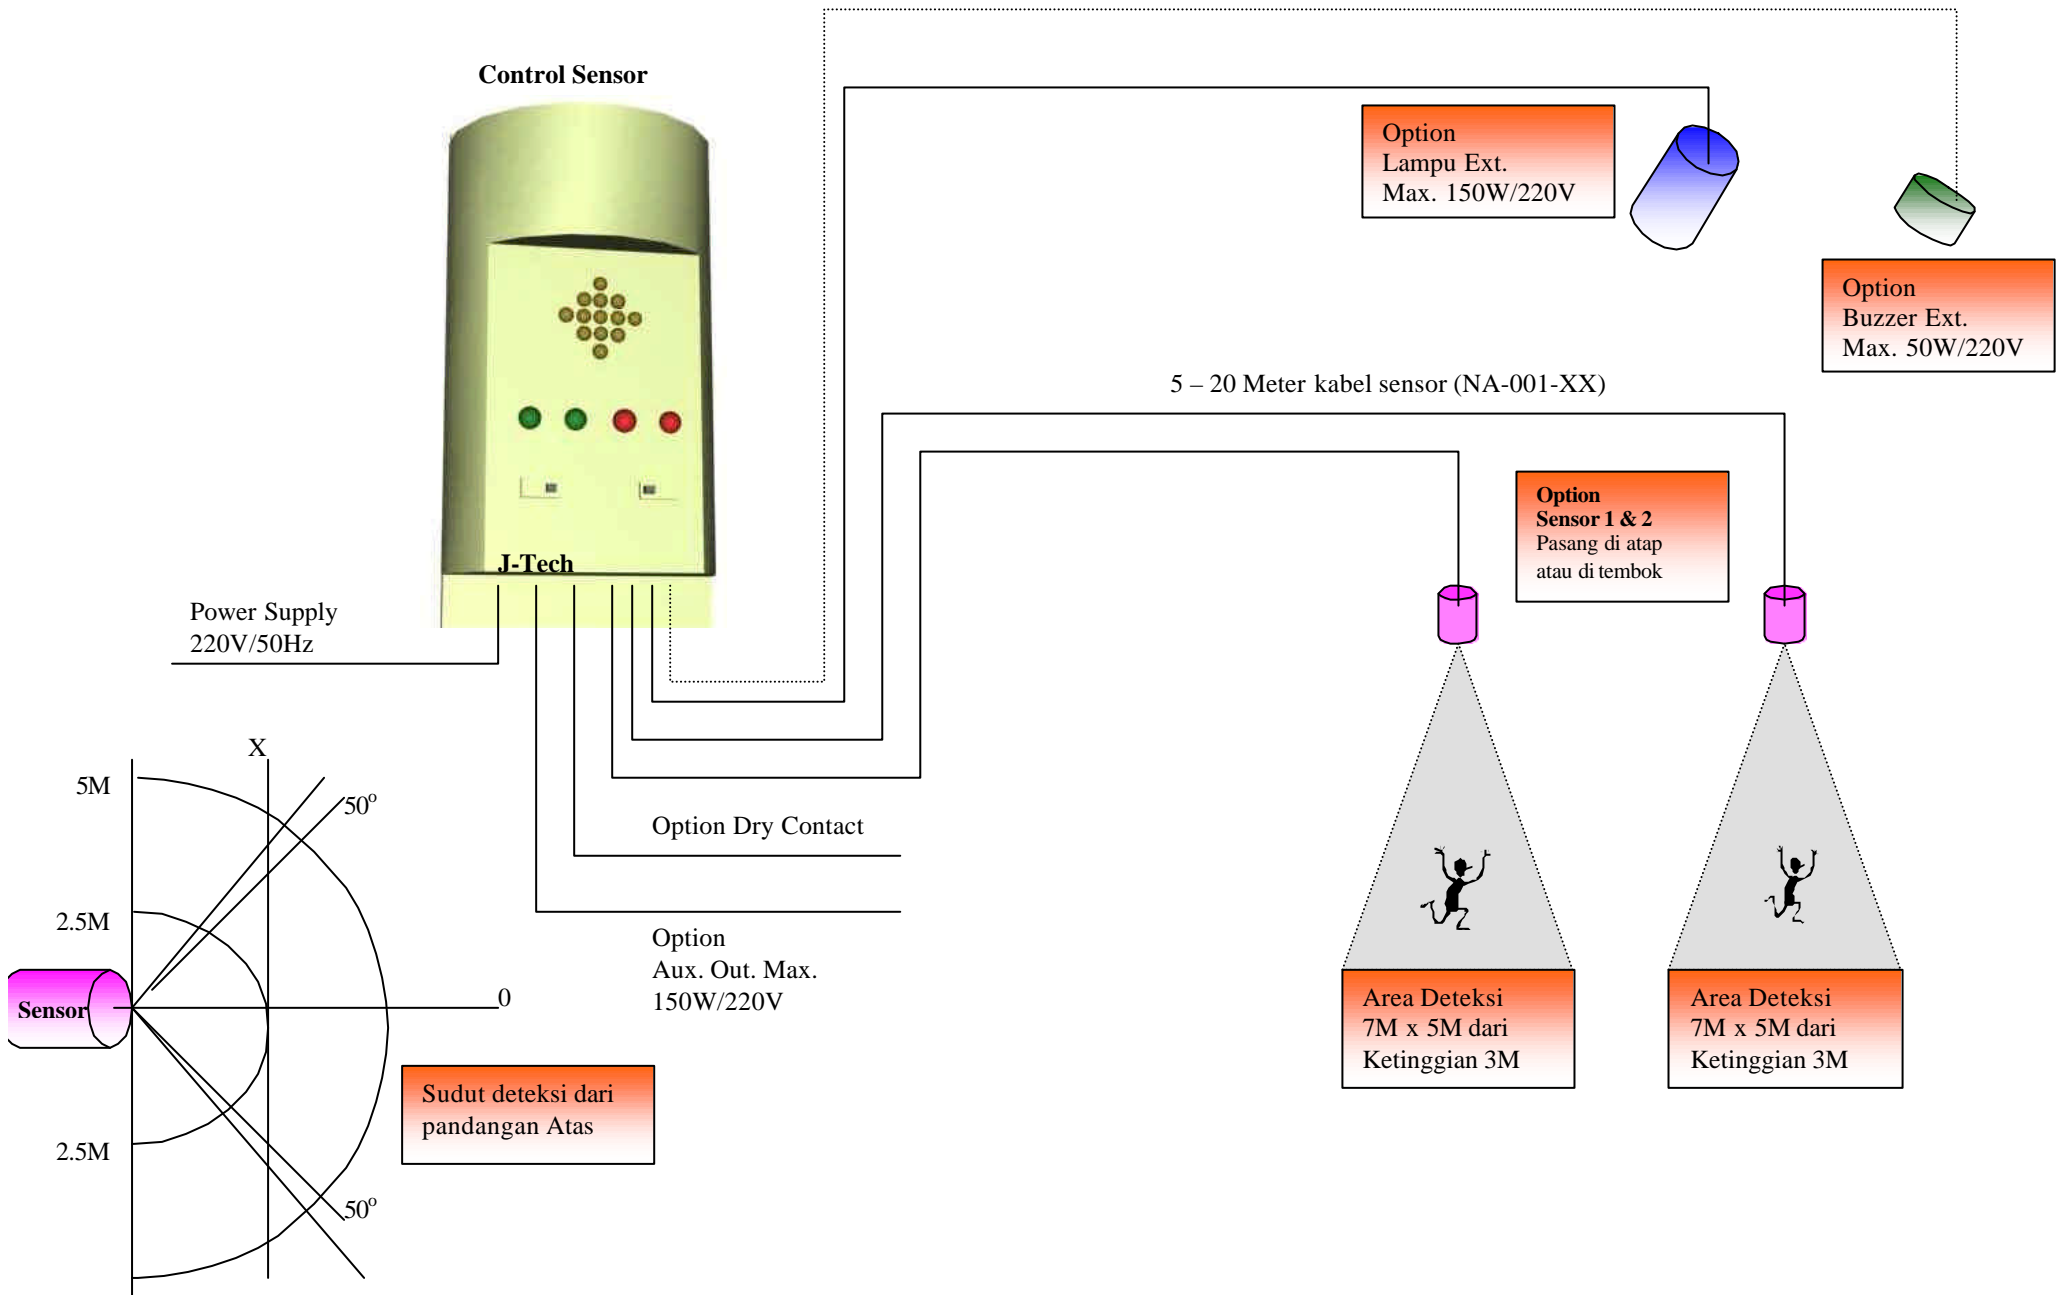 Control Sensor
Option
Lampu Ext.
Max. 150W/220V
Option
Buzzer Ext.
Max. 50W/220V
5 – 20 Meter kabel sensor (NA-001-XX)
Option
Sensor 1 & 2
Pasang di atap
atau di tembok
J-Tech
Power Supply
220V/50Hz
X
5M
50°
Option Dry Contact
2.5M
Option
Aux. Out. Max.
150W/220V
Sensor
0
Area Deteksi
7M x 5M dari
Ketinggian 3M
Area Deteksi
7M x 5M dari
Ketinggian 3M
Sudut deteksi dari
pandangan Atas
2.5M
50°